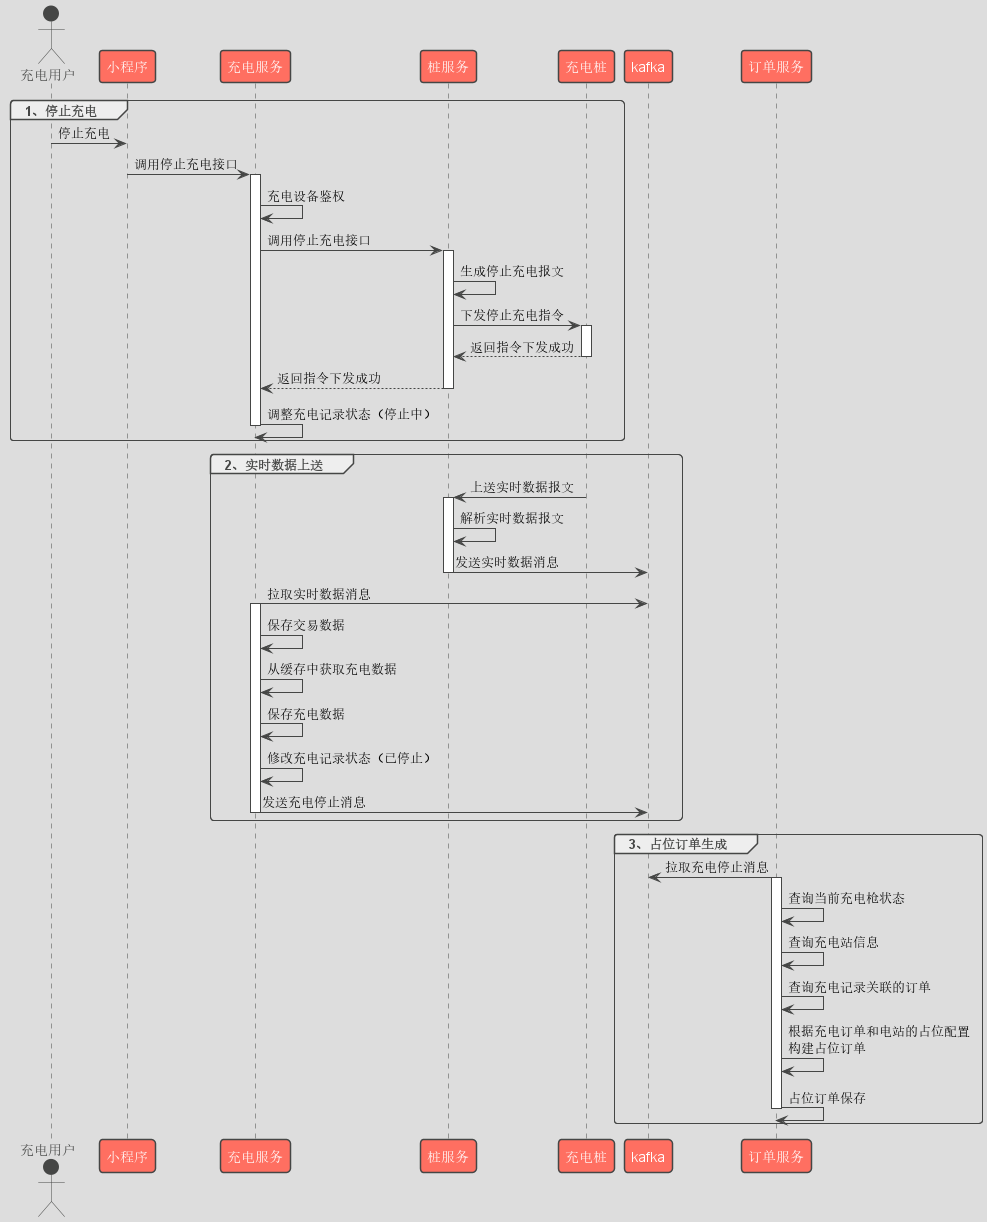 充电用户
小程序
充电服务
桩服务
充电桩
kafka
订单服务
1、停止充电
停止充电
调用停止充电接口
充电设备鉴权
调用停止充电接口
生成停止充电报文
下发停止充电指令
返回指令下发成功
返回指令下发成功
调整充电记录状态（停止中）
2、实时数据上送
上送实时数据报文
解析实时数据报文
发送实时数据消息
拉取实时数据消息
保存交易数据
从缓存中获取充电数据
保存充电数据
修改充电记录状态（已停止）
发送充电停止消息
3、占位订单生成
拉取充电停止消息
查询当前充电枪状态
查询充电站信息
查询充电记录关联的订单
根据充电订单和电站的占位配置
构建占位订单
占位订单保存
充电用户
小程序
充电服务
桩服务
充电桩
kafka
订单服务